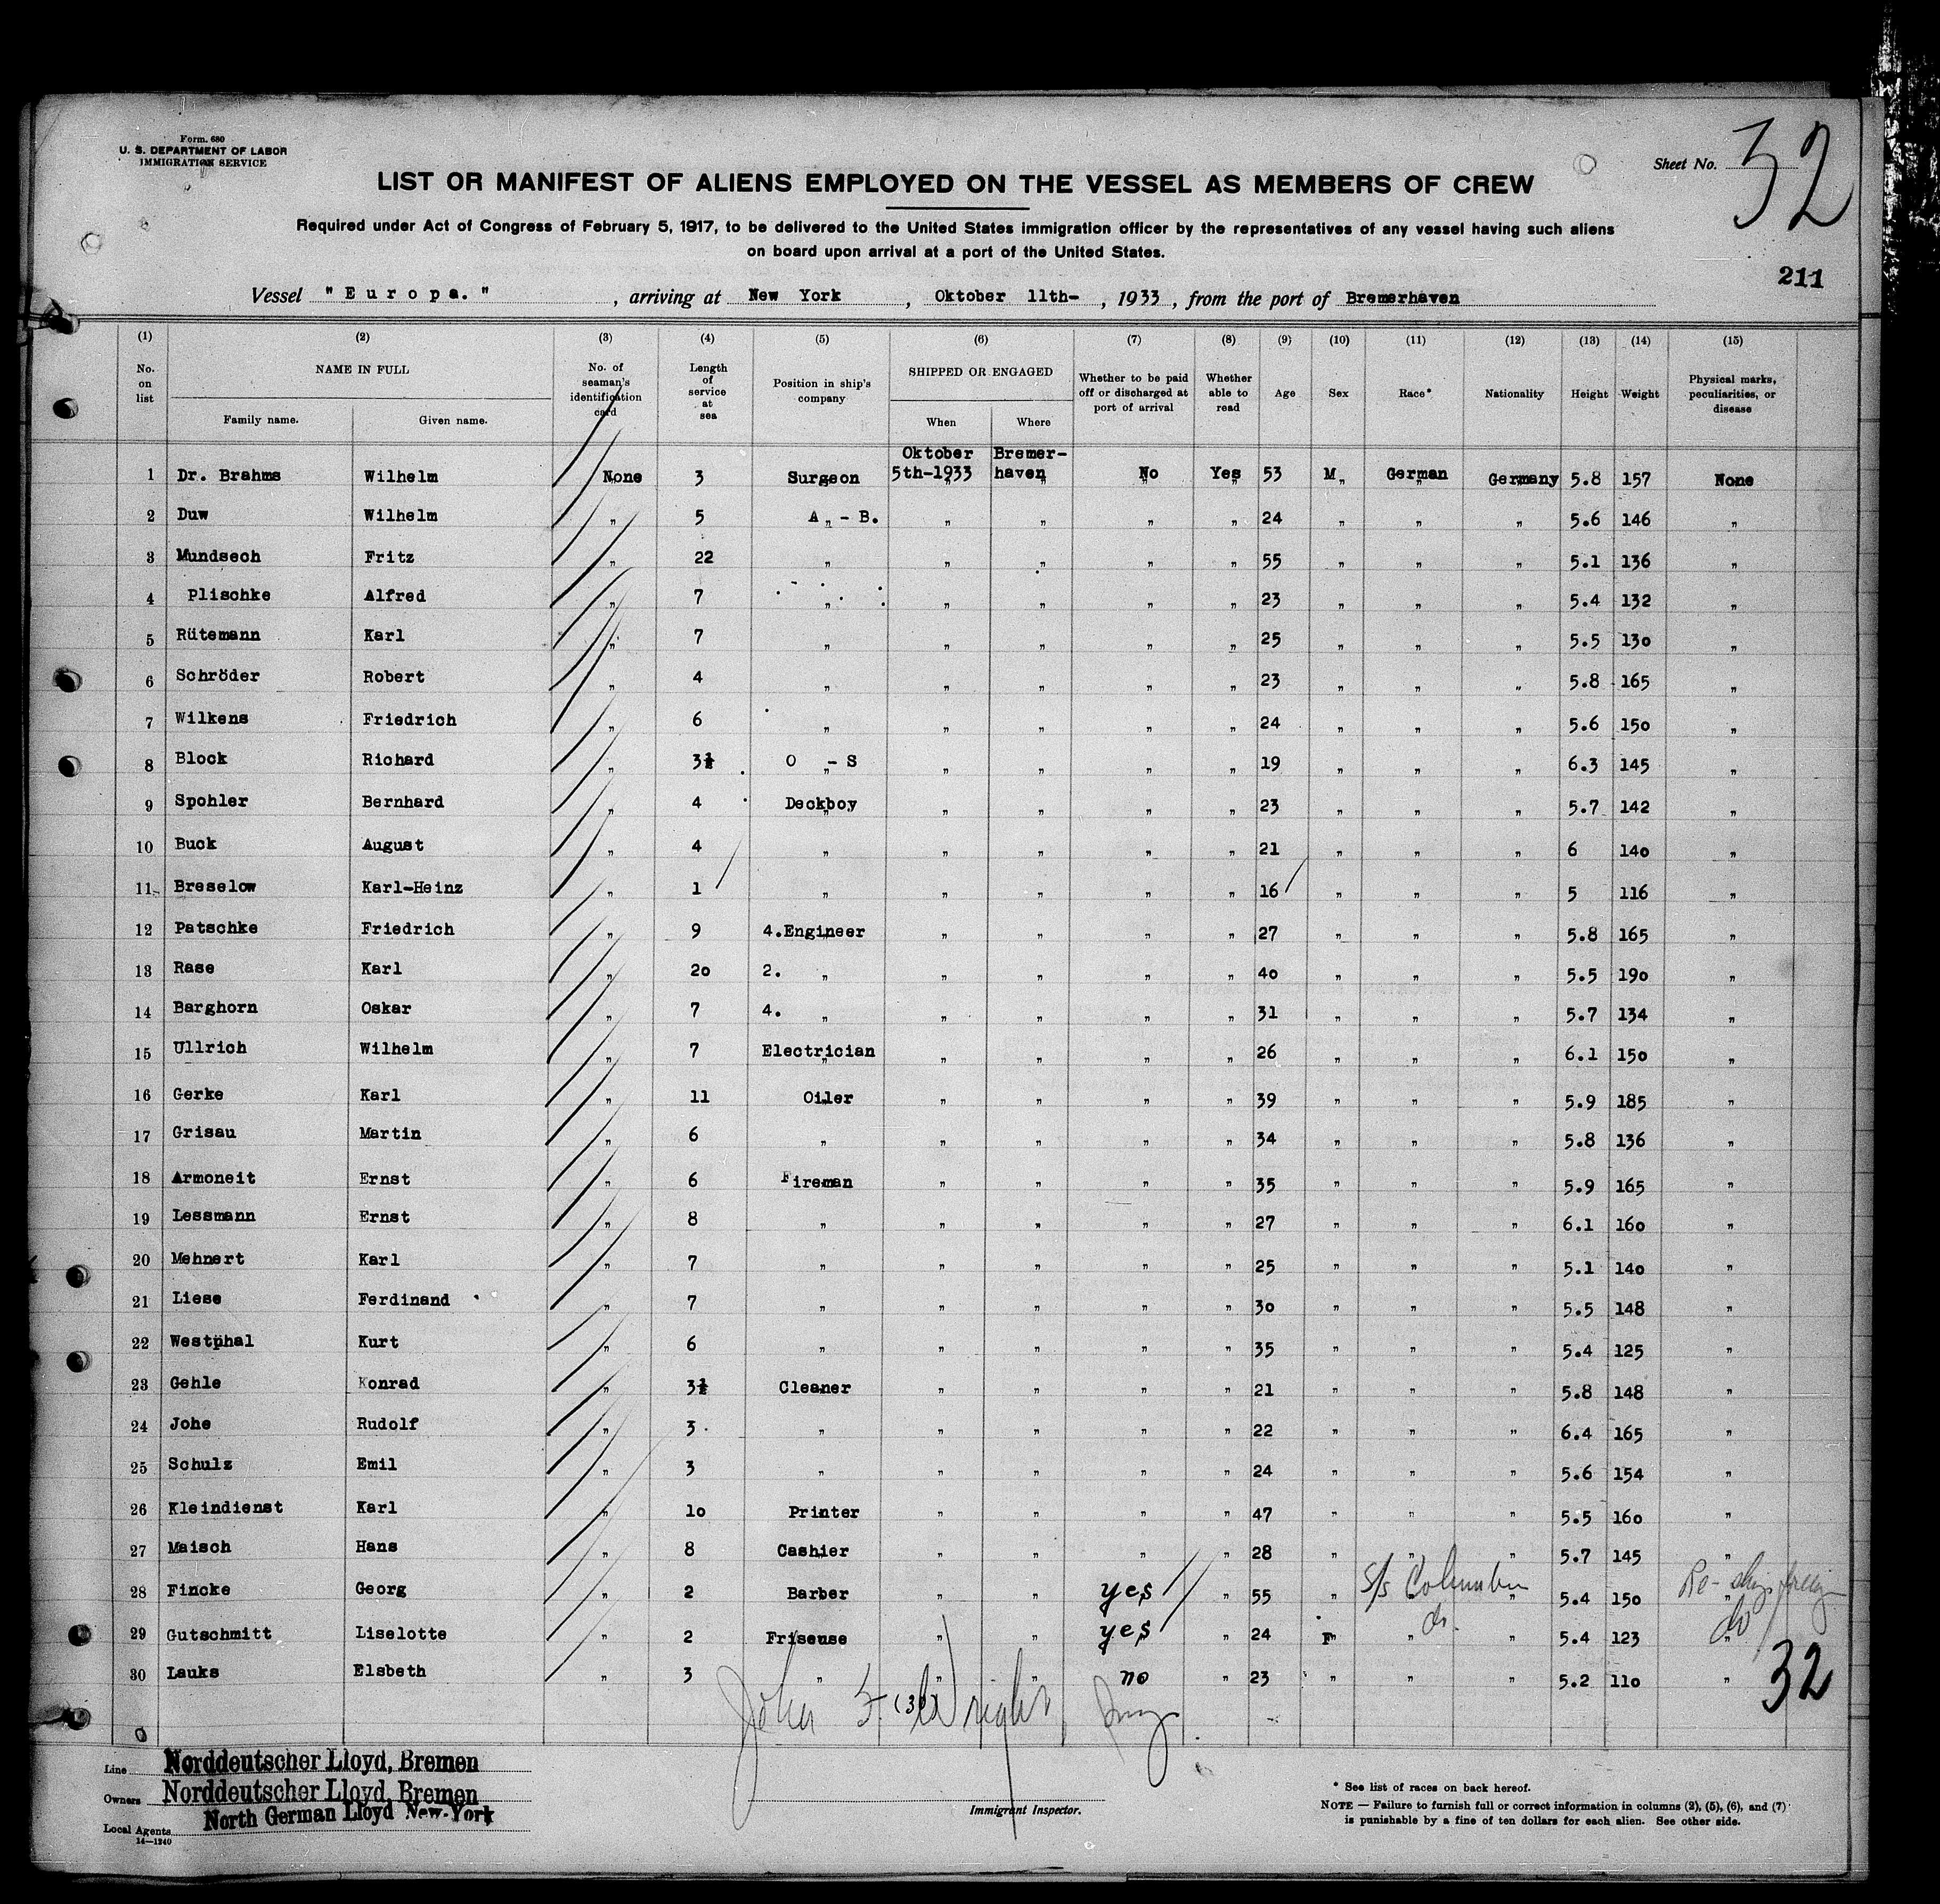 Form. 680
U. S. DEPARTMENT OF LABOR
IMMIGRATION SERVICE
Sheet No. 32
LIST OR MANIFEST OF ALIENS EMPLOYED ON THE VESSEL AS MEMBERS OF CREW
Required under Act of Congress of February 5, 1917, to be delivered to the United States immigration officer by the representatives of any vessel having such aliens
on board upon arrival at a port of the United States.
211
Vessel "Europa." , arriving at New York , Oktober 11th- , 1933 , from the port of Bremerhaven
(1) (2) (3) (4) (5) (6) (7) (8) (9) (10) (11) (12) (13) (14) (15)
No. on list NAME IN FULL Family name. Given name. No. of seaman's identification card Length of service at sea Position in ship's company SHIPPED OR ENGAGED When Where Whether to be paid off or discharged at port of arrival Whether able to read Age Sex Race* Nationality Height Weight Physical marks, peculiarities, or disease
1 Dr. Brahms Wilhelm None 3 Surgeon Oktober 5th-1933 Bremer-haven No Yes 53 M German Germany 5.8 157 None
2 Duw Wilhelm " 5 A " - B. " " " " 24 " " " 5.6 146 "
3 Mundsech Fritz " 22 " " " " " 55 " " " 5.1 136 "
4 Plischke Alfred " 7 " " " " " 23 " " " 5.4 132 "
5 Rütemann Karl " 7 " " " " " 25 " " " 5.5 130 "
6 Schröder Robert " 4 " " " " " 23 " " " 5.8 165 "
7 Wilkens Friedrich " 6 " " " " " 24 " " " 5.6 150 "
8 Block Richard " 3½ O " - S " " " " 19 " " " 6.3 145 "
9 Spohler Bernhard " 4 Deckboy " " " " 23 " " " 5.7 142 "
10 Buck August " 4 " " " " " 21 " " " 6 140 "
11 Breselow Karl-Heinz " 1 " " " " " 16 " " " 5 116 "
12 Patschke Friedrich " 9 4.Engineer " " " " 27 " " " 5.8 165 "
13 Rase Karl " 20 2. " " " " " 40 " " " 5.5 190 "
14 Barghorn Oskar " 7 4. " " " " " 31 " " " 5.7 134 "
15 Ullrich Wilhelm " 7 Electrician " " " " 26 " " " 6.1 150 "
16 Gerke Karl " 11 Oiler " " " " 39 " " " 5.9 185 "
17 Grisau Martin " 6 " " " " " 34 " " " 5.8 136 "
18 Armoneit Ernst " 6 Fireman " " " " 35 " " " 5.9 165 "
19 Lessmann Ernst " 8 " " " " " 27 " " " 6.1 160 "
20 Mehnert Karl " 7 " " " " " 25 " " " 5.1 140 "
21 Liese Ferdinand " 7 " " " " " 30 " " " 5.5 148 "
22 Westphal Kurt " 6 " " " " " 35 " " " 5.4 125 "
23 Gehle Konrad " 3½ Cleaner " " " " 21 " " " 5.8 148 "
24 Johe Rudolf " 3 " " " " " 22 " " " 6.4 165 "
25 Schulz Emil " 3 " " " " " 24 " " " 5.6 154 "
26 Kleindienst Karl " 10 Printer " " " " 47 " " " 5.5 160 "
27 Maisch Hans " 8 Cashier " " " " 28 " " " 5.7 145 "
28 Fincke Georg " 2 Barber " " yes " 55 " S/s Columbus " 5.4 150 " Re-ship foreign
29 Gutschmitt Liselotte " 2 Friseuse " " yes " 24 F " do. " 5.4 123 " do
30 Lauks Elsbeth " 3 " " " no " 23 " " " 5.2 110 "
32
John F. (30) Wright
Line Norddeutscher Lloyd, Bremen
Owners Norddeutscher Lloyd, Bremen
Local Agents North German Lloyd New-York
14-1240
Immigrant Inspector.
* See list of races on back hereof.
NOTE — Failure to furnish full or correct information in columns (2), (5), (6), and (7)
is punishable by a fine of ten dollars for each alien. See other side.